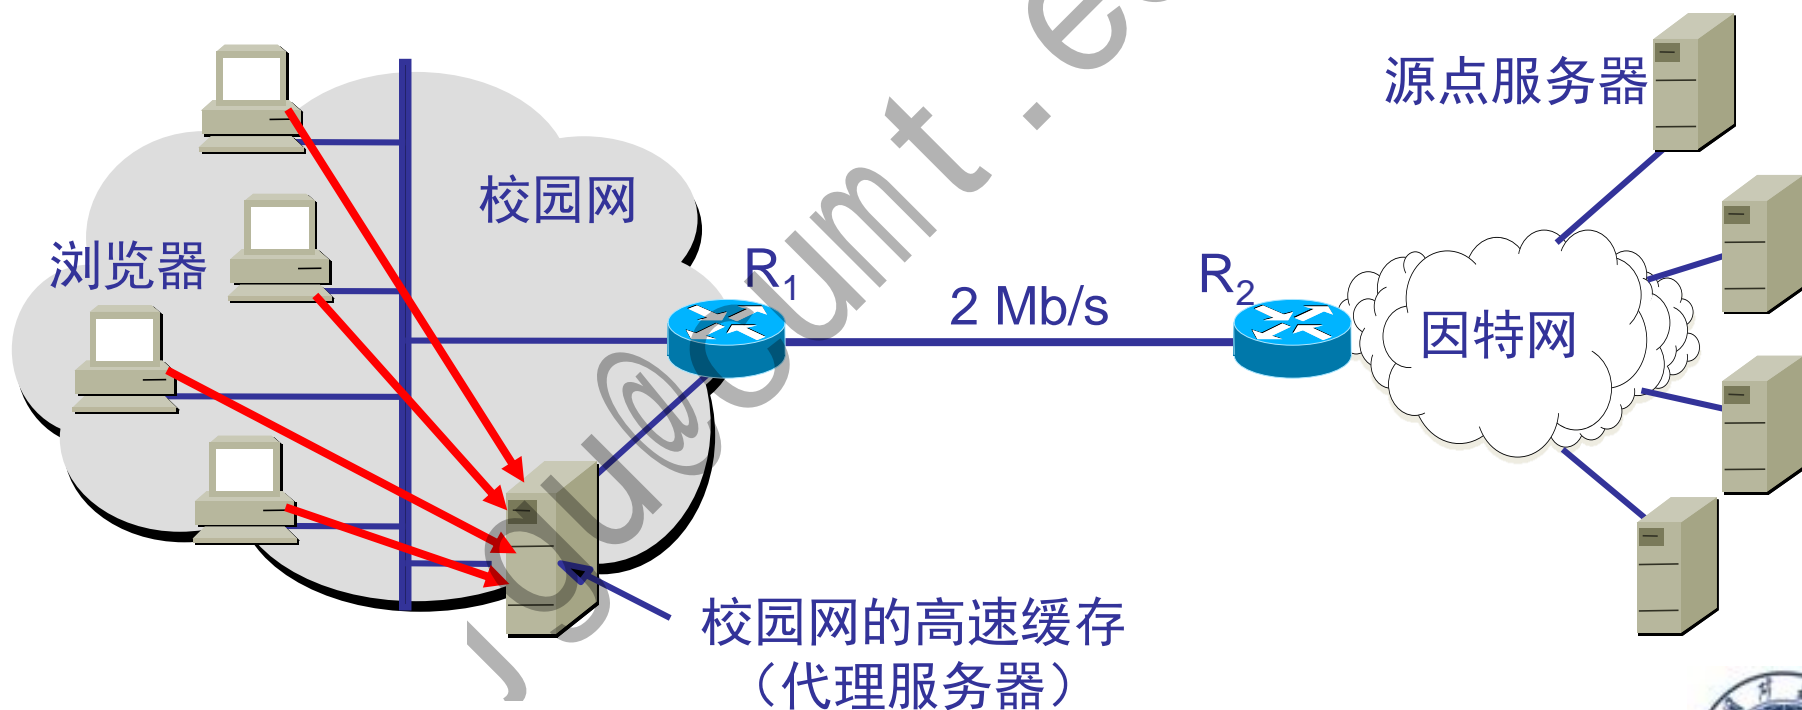 源点服务器
校园网
浏览器
R1
2 Mb/s
R2
因特网
校园网的高速缓存
（代理服务器）